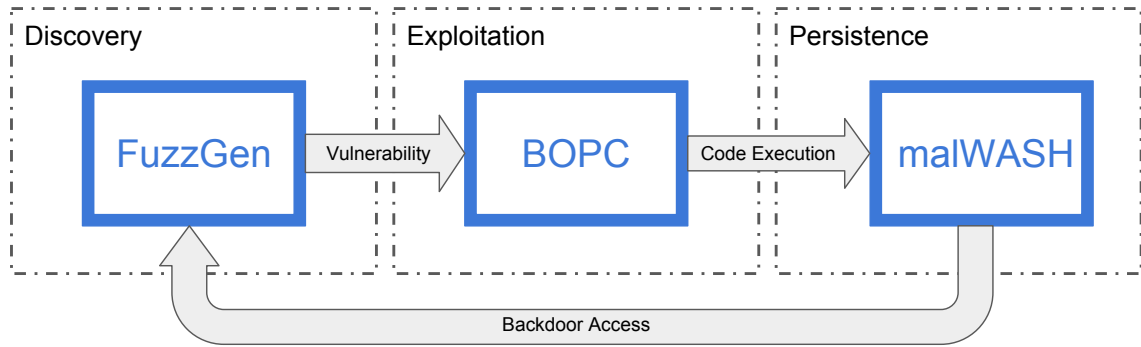 Discovery
Exploitation
Persistence
FuzzGen
Vulnerability
BOPC
Code Execution
malWASH
Backdoor Access